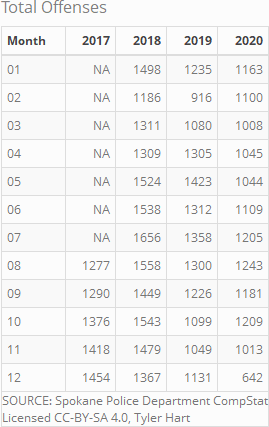 Total Offenses
Month 2017 2018 2019 2020
01 NA 1498 1235 1163
02 NA 1186 916 1100
03 NA 1311 1080 1008
04 NA 1309 1305 1045
05 NA 1524 1423 1044
06 NA 1538 1312 1109
07 NA 1656 1358 1205
08 1277 1558 1300 1243
09 1290 1449 1226 1181
10 1376 1543 1099 1209
11 1418 1479 1049 1013
12 1454 1367 1131 642
SOURCE: Spokane Police Department CompStat
Licensed CC-BY-SA 4.0, Tyler Hart